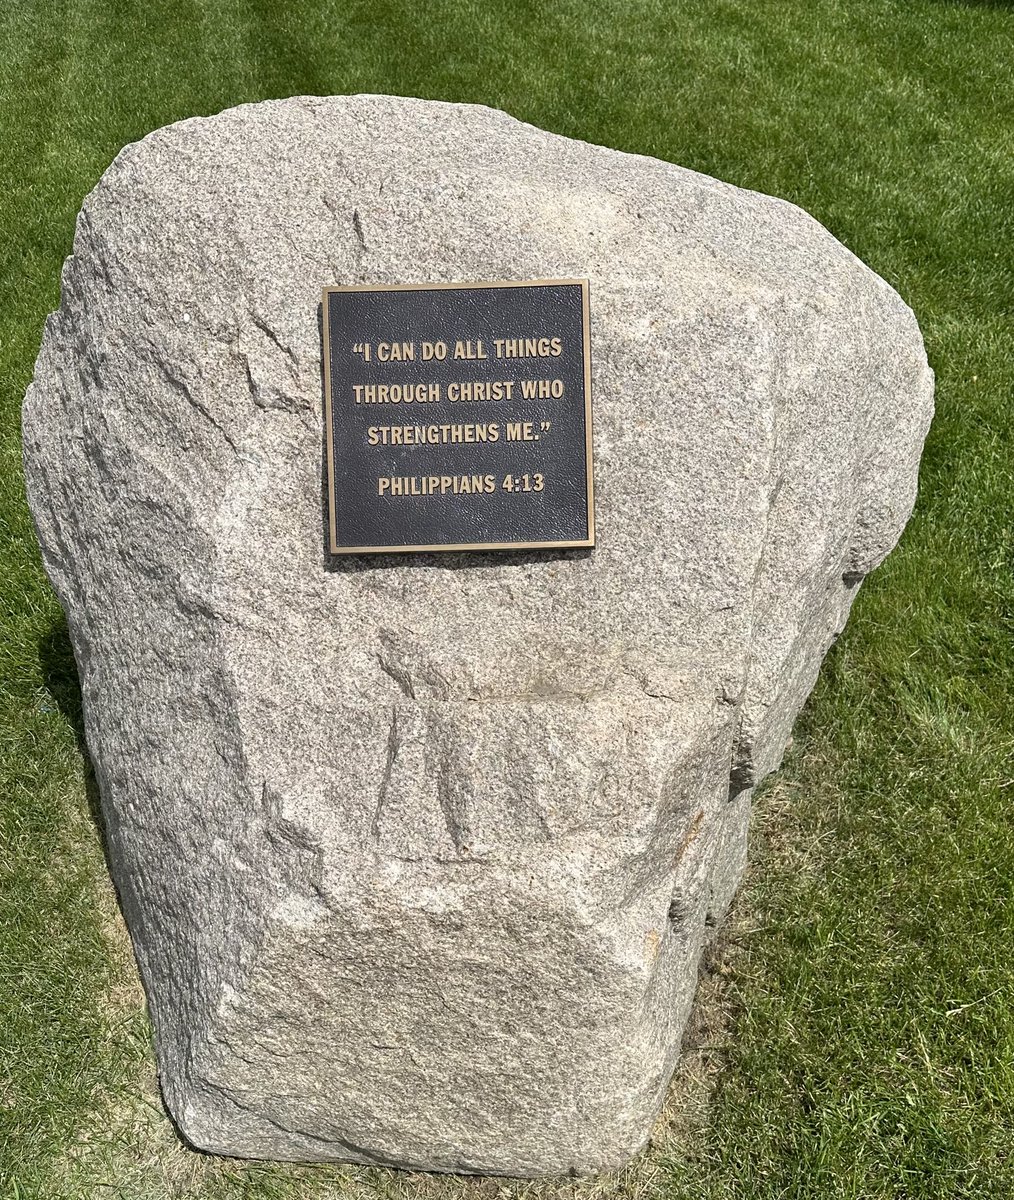 “I CAN DO ALL THINGS
THROUGH CHRIST WHO
STRENGTHENS ME.”
PHILIPPIANS 4:13